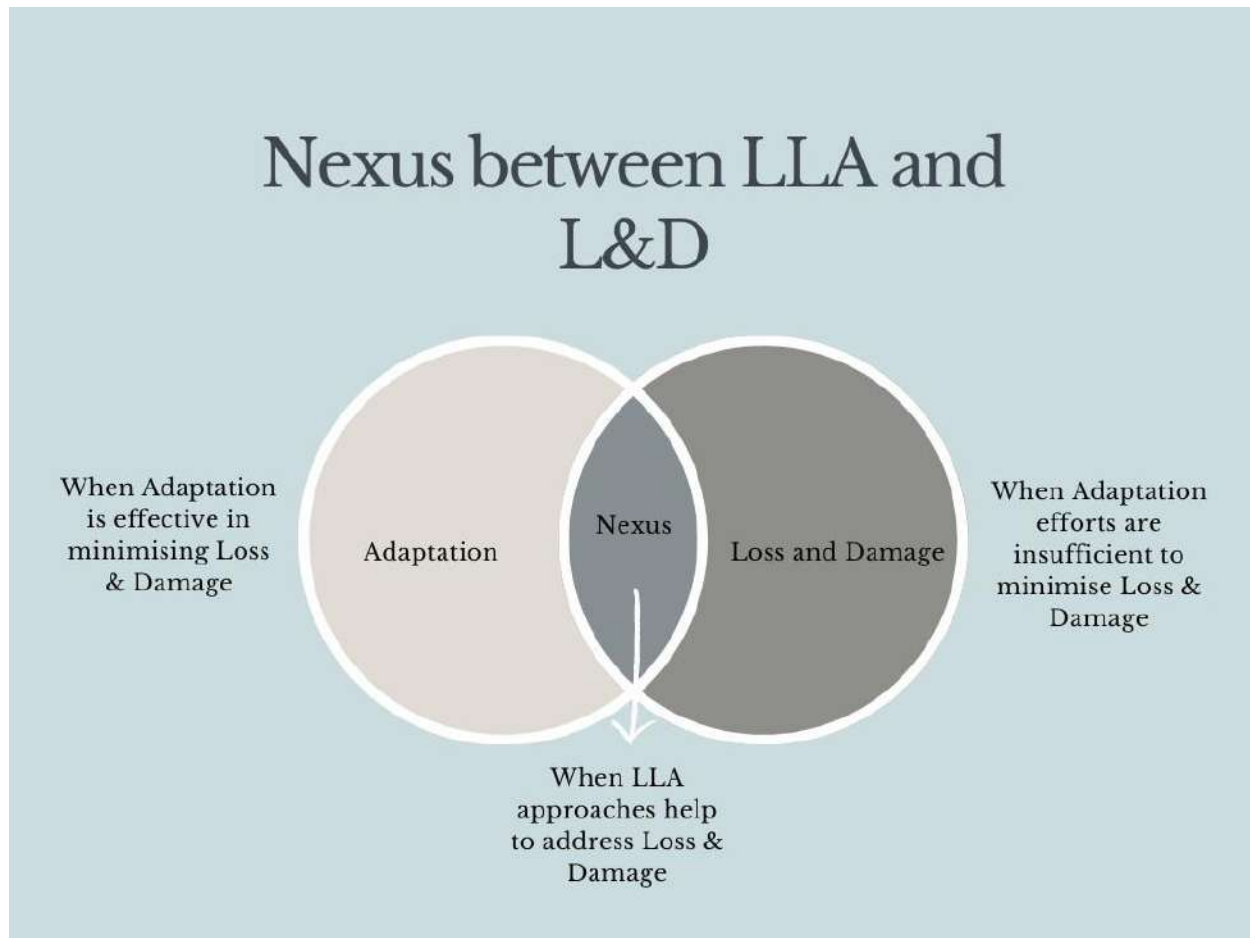 Nexus between LLA and
L&D
When Adaptation
is effective in
minimising Loss
& Damage
Adaptation
Nexus
Loss and Damage
When Adaptation
efforts are
insufficient to
minimise Loss &
Damage
When LLA
approaches help
to address Loss &
Damage